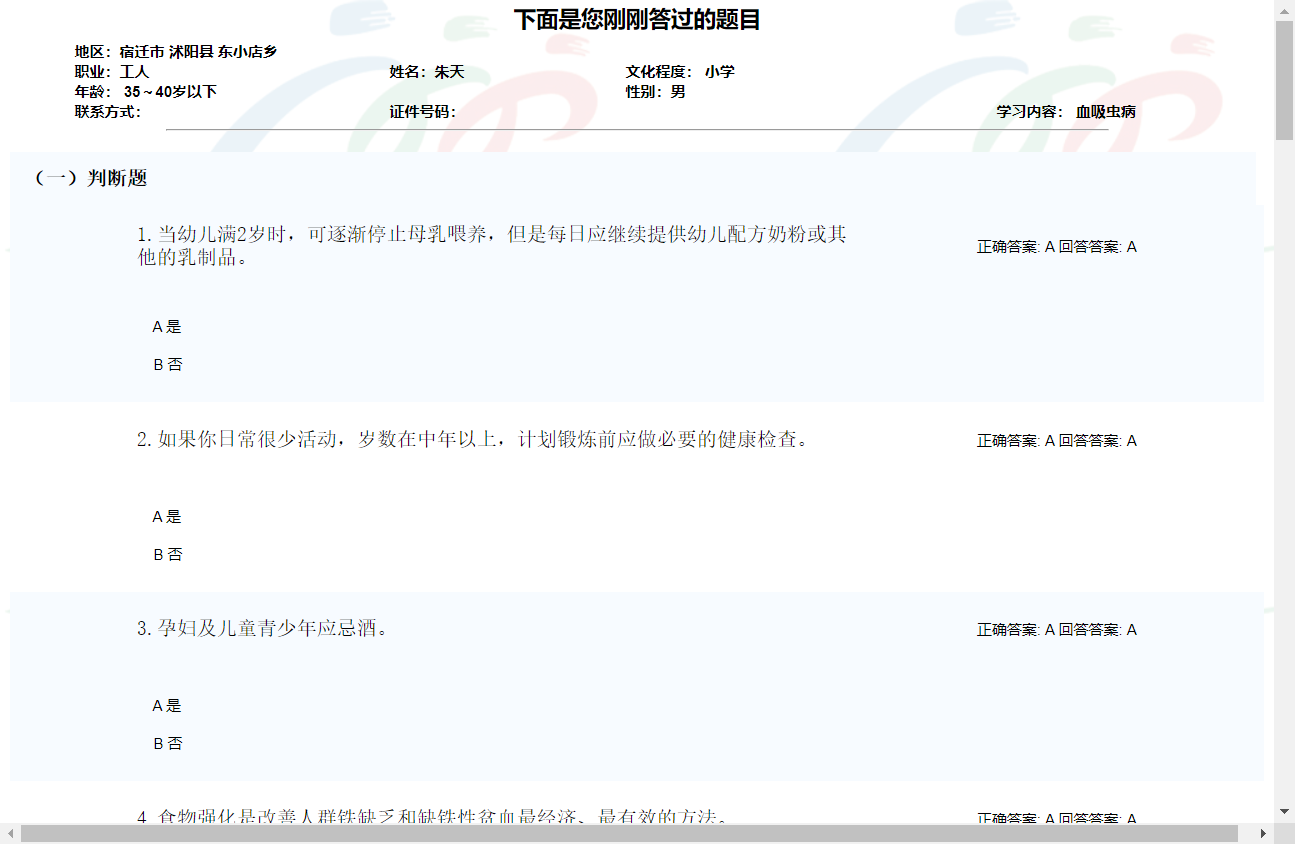 下面是您刚刚答过的题目
地区：宿迁市 沭阳县 东小店乡
职业：工人 姓名：朱天 文化程度： 小学
年龄： 35～40岁以下 性别：男
联系方式： 证件号码： 学习内容： 血吸虫病
（一）判断题
1.当幼儿满2岁时，可逐渐停止母乳喂养，但是每日应继续提供幼儿配方奶粉或其
他的乳制品。
正确答案: A 回答答案: A
A 是
B 否
2.如果你日常很少活动，岁数在中年以上，计划锻炼前应做必要的健康检查。 正确答案: A 回答答案: A
A 是
B 否
3.孕妇及儿童青少年应忌酒。 正确答案: A 回答答案: A
A 是
B 否
4.食物强化是改善人群铁缺乏和缺铁性贫血最经济、最有效的方法。 正确答案: A 回答答案: A